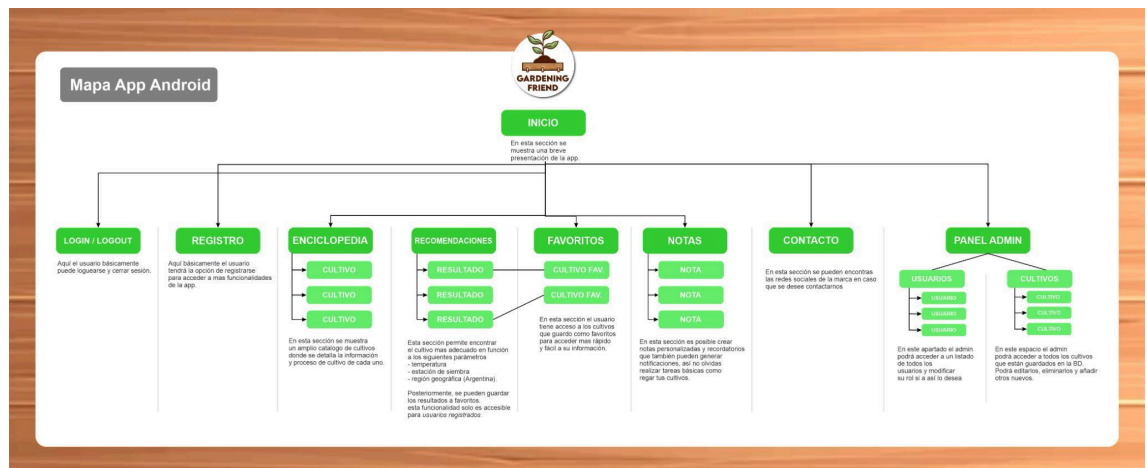 GARDENING
FRIEND
Mapa App Android
INICIO
En esta sección se
muestra una breve
presentación de la app.
LOGIN / LOGOUT
Aquí el usuario básicamente
puede loguearse y cerrar sesión.
REGISTRO
Aquí básicamente el usuario
tendrá la opción de registrarse
para acceder a mas funcionalidades
de la app.
ENCICLOPEDIA
CULTIVO
CULTIVO
CULTIVO
En esta sección se muestra
un amplio catalogo de cultivos
donde se detalla la información
y proceso de cultivo de cada uno.
RECOMENDACIONES
RESULTADO
RESULTADO
RESULTADO
Esta sección permite encontrar
el cultivo mas adecuado en función
a los siguientes parámetros
- temperatura
- estación de siembra
- región geográfica (Argentina).
Posteriormente, se pueden guardar
los resultados a favoritos.
esta funcionalidad solo es accesible
para usuarios registrados
FAVORITOS
CULTIVO FAV.
CULTIVO FAV.
En esta sección el usuario
tiene acceso a los cultivos
que guardo como favoritos
para acceder mas rápido
y fácil a su información.
NOTAS
NOTA
NOTA
NOTA
En esta sección es posible crear
notas personalizadas y recordatorios
que también pueden generar
notificaciones, así no olvidas
realizar tareas básicas como
regar tus cultivos.
CONTACTO
En esta sección se pueden encontras
las redes sociales de la marca en caso
que se desee contactarnos
PANEL ADMIN
USUARIOS
USUARIO
USUARIO
USUARIO
En este apartado el admin
podrá acceder a un listado
de todos los
usuarios y modificar
su rol si a así lo desea
CULTIVOS
CULTIVO
CULTIVO
CULTIVO
En este espacio el admin
podrá acceder a todos los cultivos
que están guardados en la BD.
Podrá editarlos, eliminarlos y añadir
otros nuevos.